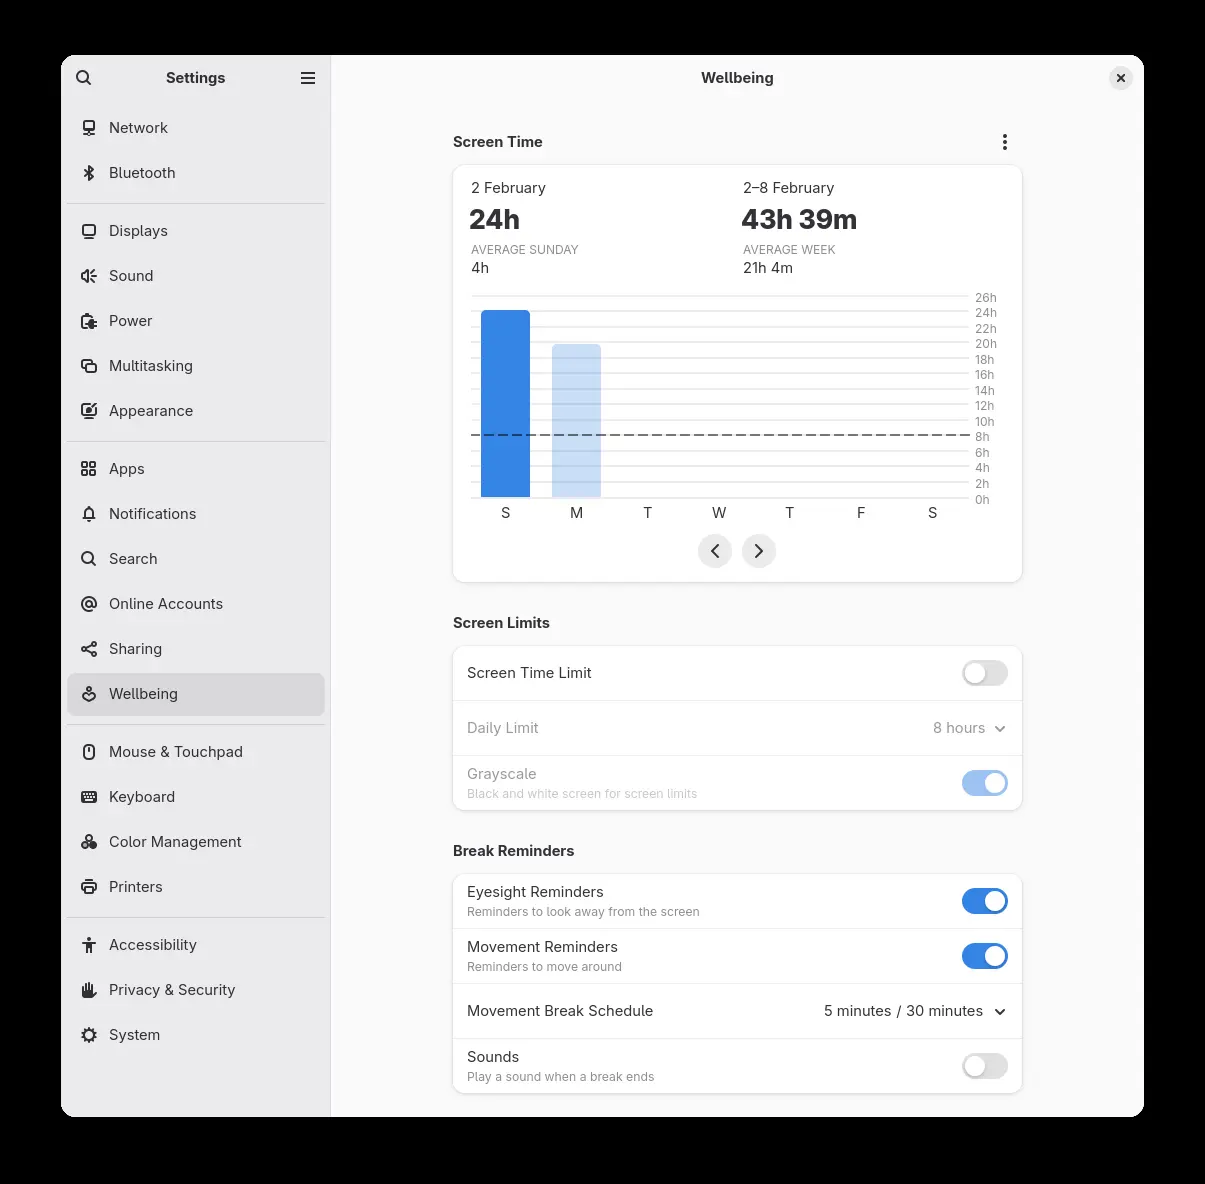 Settings
Network
Bluetooth
Displays
Sound
Power
Multitasking
Appearance
Apps
Notifications
Search
Online Accounts
Sharing
Wellbeing
Mouse & Touchpad
Keyboard
Color Management
Printers
Accessibility
Privacy & Security
System
Wellbeing
Screen Time
2 February
24h
AVERAGE SUNDAY
4h
2–8 February
43h 39m
AVERAGE WEEK
21h 4m
26h
24h
22h
20h
18h
16h
14h
12h
10h
8h
6h
4h
2h
0h
S M T W T F S
Screen Limits
Screen Time Limit
Daily Limit 8 hours
Grayscale
Black and white screen for screen limits
Break Reminders
Eyesight Reminders
Reminders to look away from the screen
Movement Reminders
Reminders to move around
Movement Break Schedule 5 minutes / 30 minutes
Sounds
Play a sound when a break ends